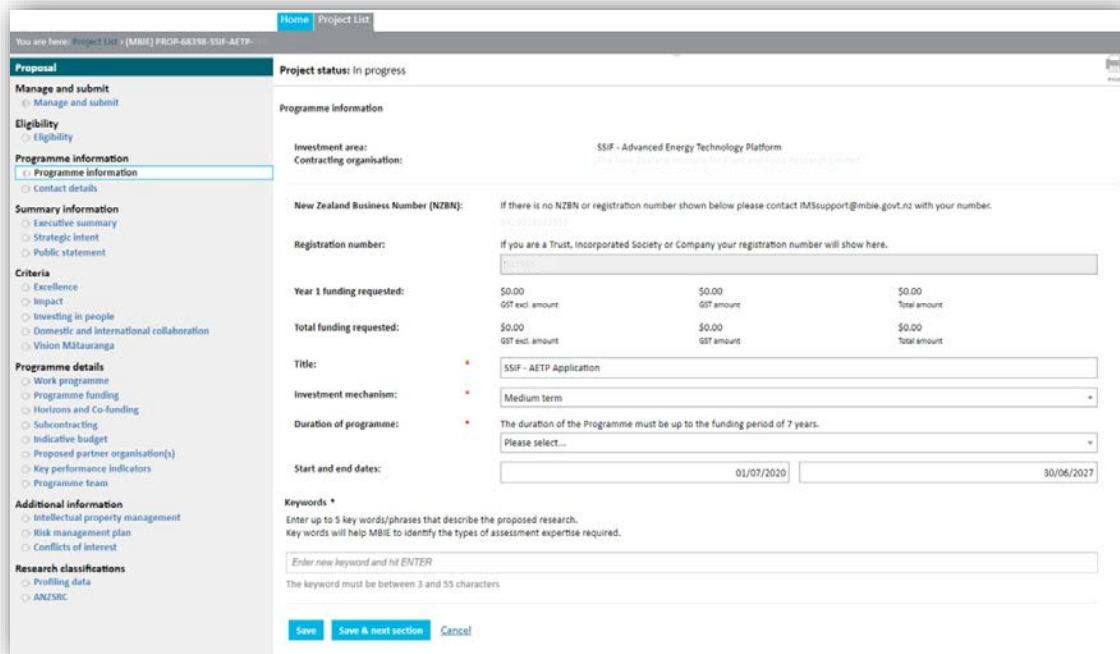 Home Project List
You are here: Project List › (MBIE) PROP-68398-SSIF-AETP-
Proposal
Manage and submit
Manage and submit
Eligibility
Eligibility
Programme information
Programme information
Contact details
Summary information
Executive summary
Strategic intent
Public statement
Criteria
Excellence
Impact
Investing in people
Domestic and international collaboration
Vision Mātauranga
Programme details
Work programme
Programme funding
Horizons and Co-funding
Subcontracting
Indicative budget
Proposed partner organisation(s)
Key performance indicators
Programme team
Additional information
Intellectual property management
Risk management plan
Conflicts of interest
Research classifications
Profiling data
ANZSRC
Project status: In progress
Programme information
Investment area: SSIF - Advanced Energy Technology Platform
Contracting organisation: The New Zealand Institute for Plant and Food Research Limited
New Zealand Business Number (NZBN): If there is no NZBN or registration number shown below please contact IMSsupport@mbie.govt.nz with your number.
Registration number: If you are a Trust, Incorporated Society or Company your registration number will show here.
Year 1 funding requested: $0.00 $0.00 $0.00
GST excl. amount GST amount Total amount
Total funding requested: $0.00 $0.00 $0.00
GST excl. amount GST amount Total amount
Title: * SSIF - AETP Application
Investment mechanism: * Medium term
Duration of programme: * The duration of the Programme must be up to the funding period of 7 years.
Please select...
Start and end dates: 01/07/2020 30/06/2027
Keywords *
Enter up to 5 key words/phrases that describe the proposed research.
Key words will help MBIE to identify the types of assessment expertise required.
Enter new keyword and hit ENTER
The keyword must be between 3 and 55 characters
Save Save & next section Cancel